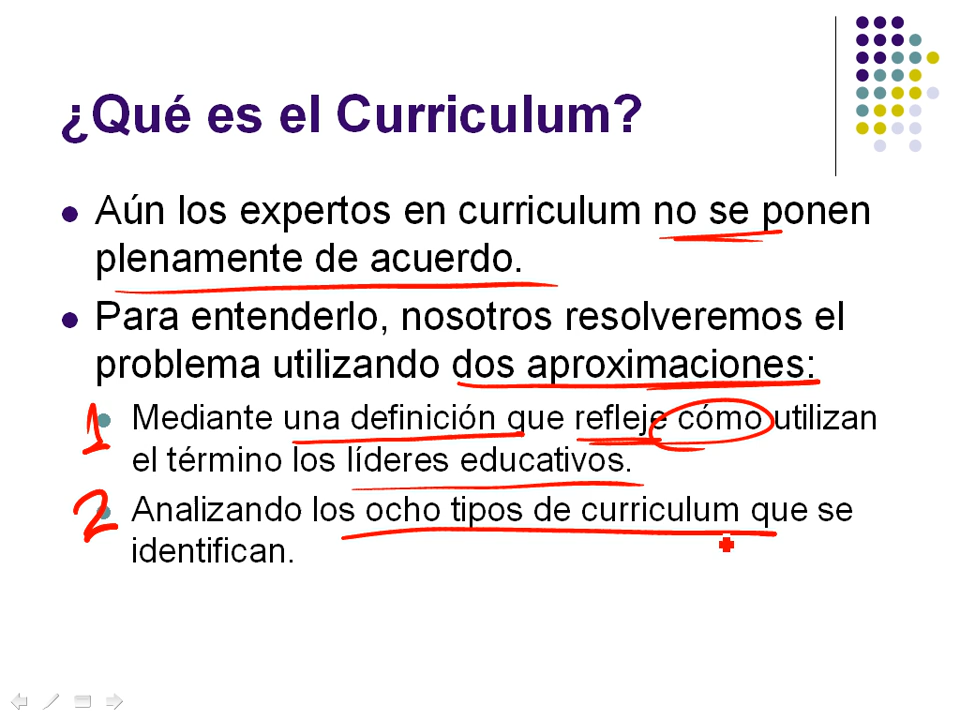 ¿Qué es el Curriculum?
Aún los expertos en curriculum no se ponen
plenamente de acuerdo.
Para entenderlo, nosotros resolveremos el
problema utilizando dos aproximaciones:
1 Mediante una definición que refleje cómo utilizan
el término los líderes educativos.
2 Analizando los ocho tipos de curriculum que se
identifican.